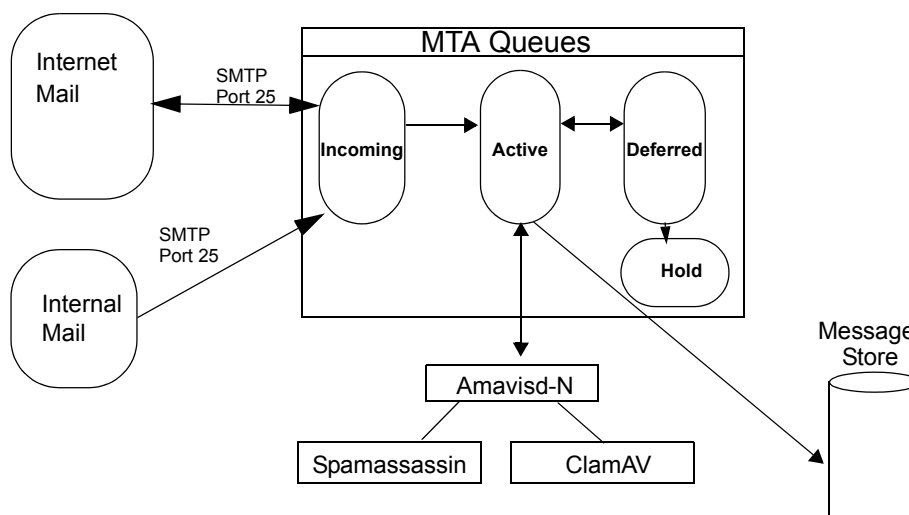 MTA Queues
Internet
Mail
SMTP
Port 25
Incoming
Active
Deferred
Hold
SMTP
Port 25
Internal
Mail
Message
Store
Amavisd-N
Spamassassin
ClamAV